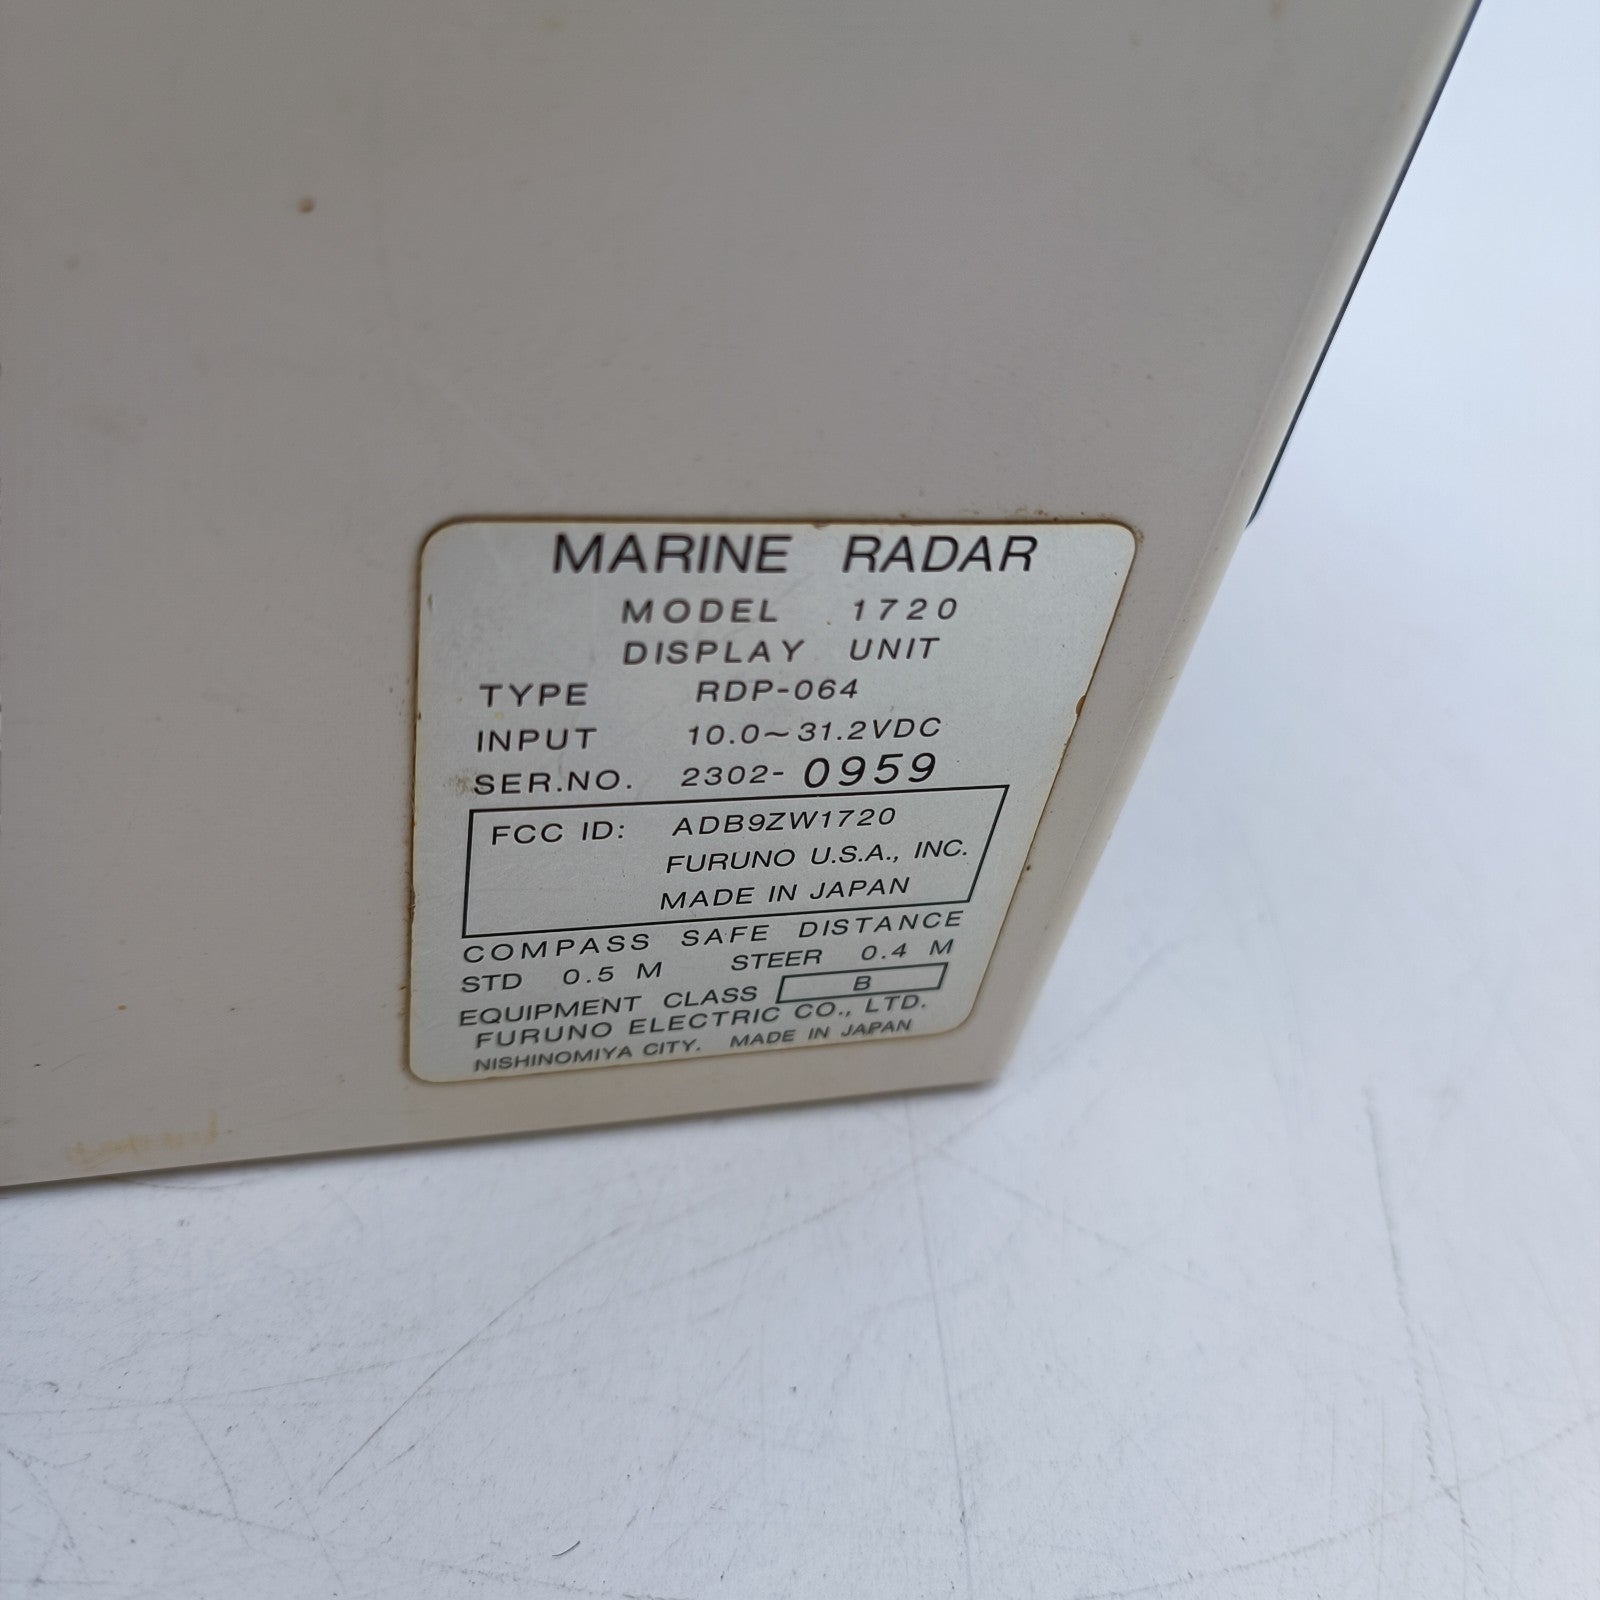 MARINE RADAR
MODEL 1720
DISPLAY UNIT
TYPE RDP-064
INPUT 10.0~31.2VDC
SER.NO. 2302- 0959
FCC ID: ADB9ZW1720
FURUNO U.S.A., INC.
MADE IN JAPAN
COMPASS SAFE DISTANCE
STD 0.5 M STEER 0.4 M
EQUIPMENT CLASS B
FURUNO ELECTRIC CO., LTD.
NISHINOMIYA CITY. MADE IN JAPAN